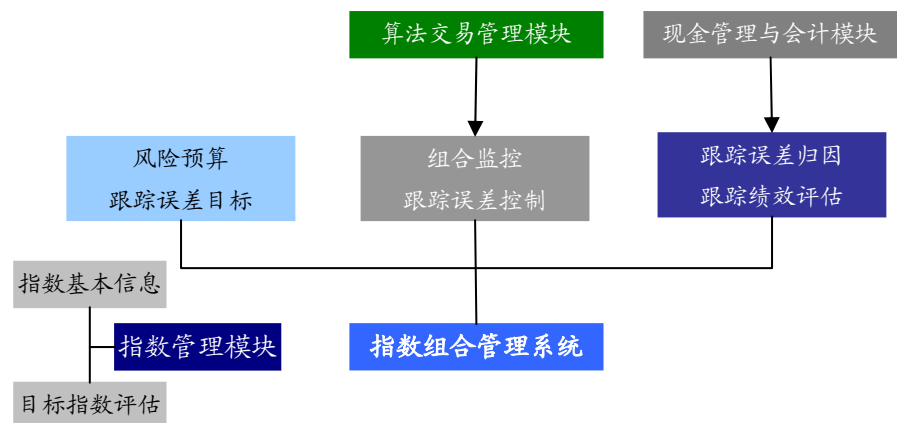 算法交易管理模块
现金管理与会计模块
风险预算
跟踪误差目标
组合监控
跟踪误差控制
跟踪误差归因
跟踪绩效评估
指数基本信息
指数管理模块
指数组合管理系统
目标指数评估